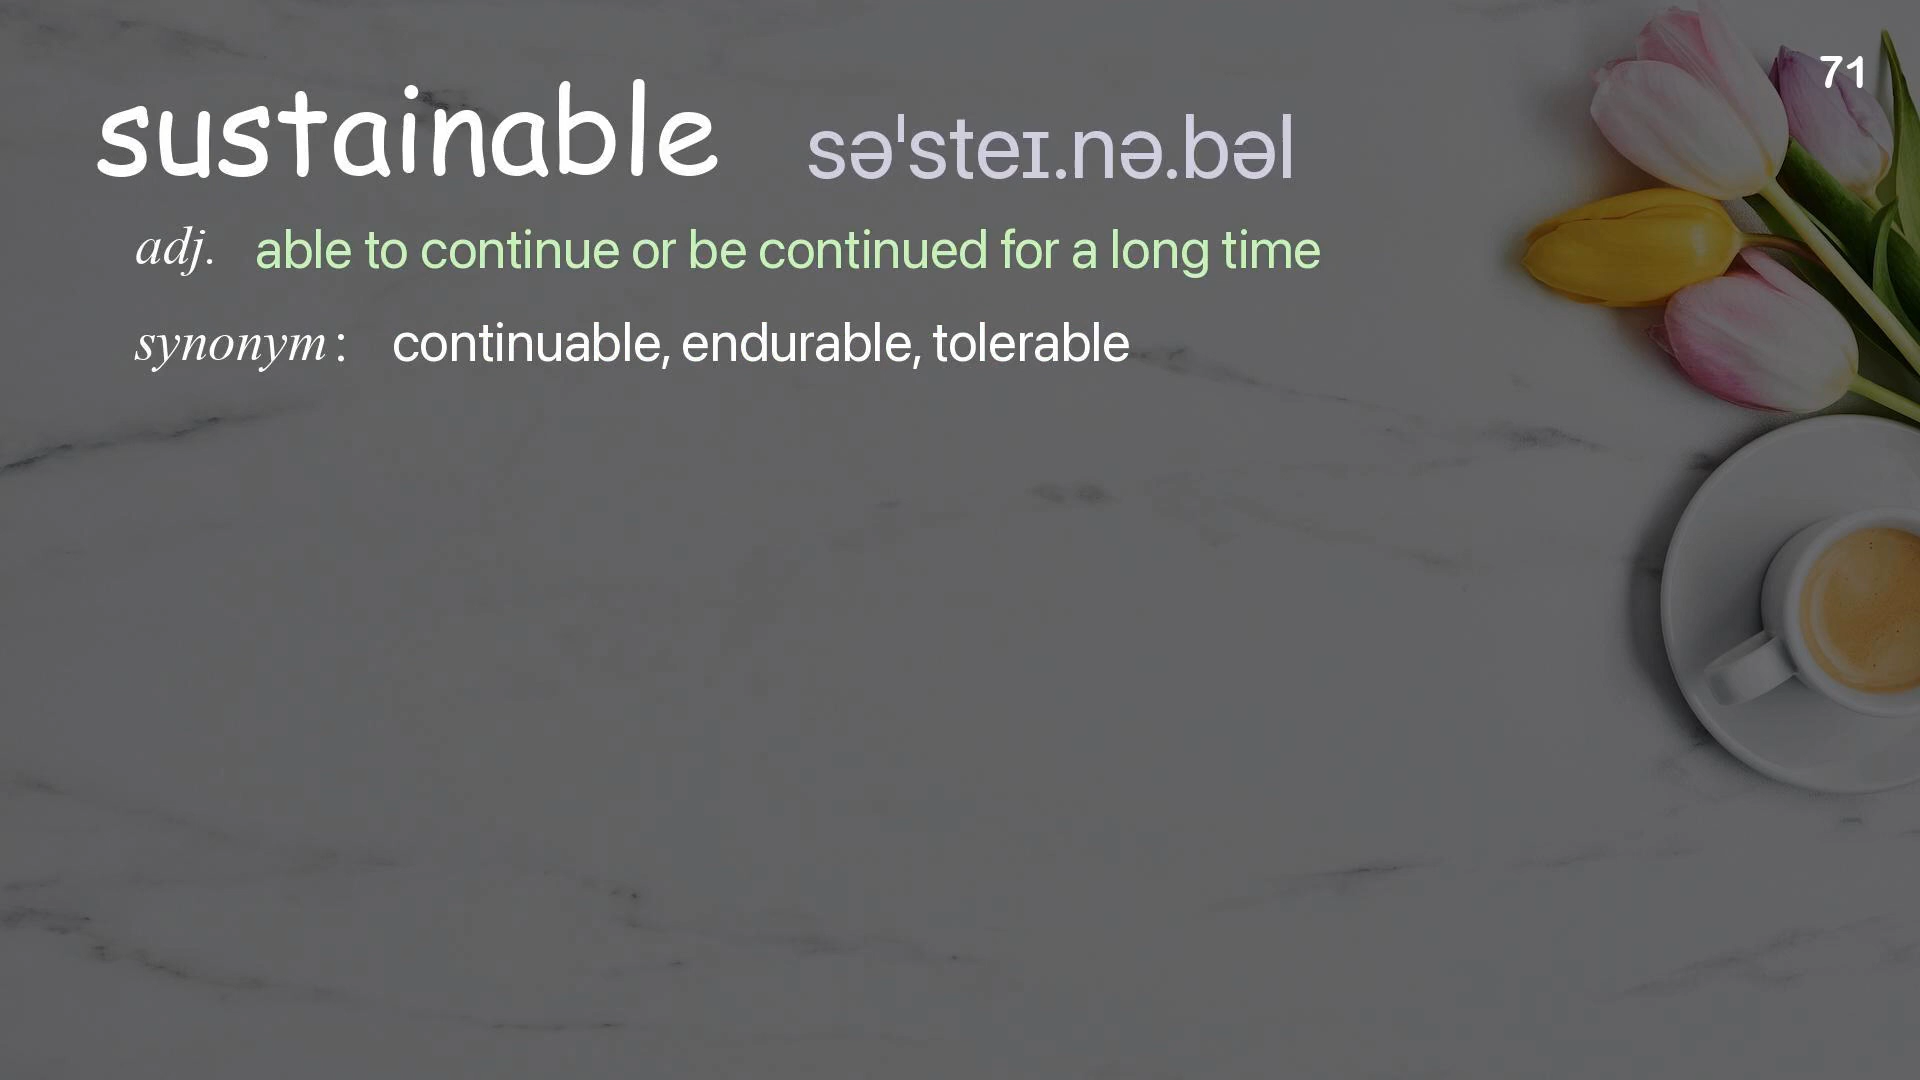 71
sustainable səˈsteɪ.nə.bəl
adj. able to continue or be continued for a long time
synonym : continuable, endurable, tolerable